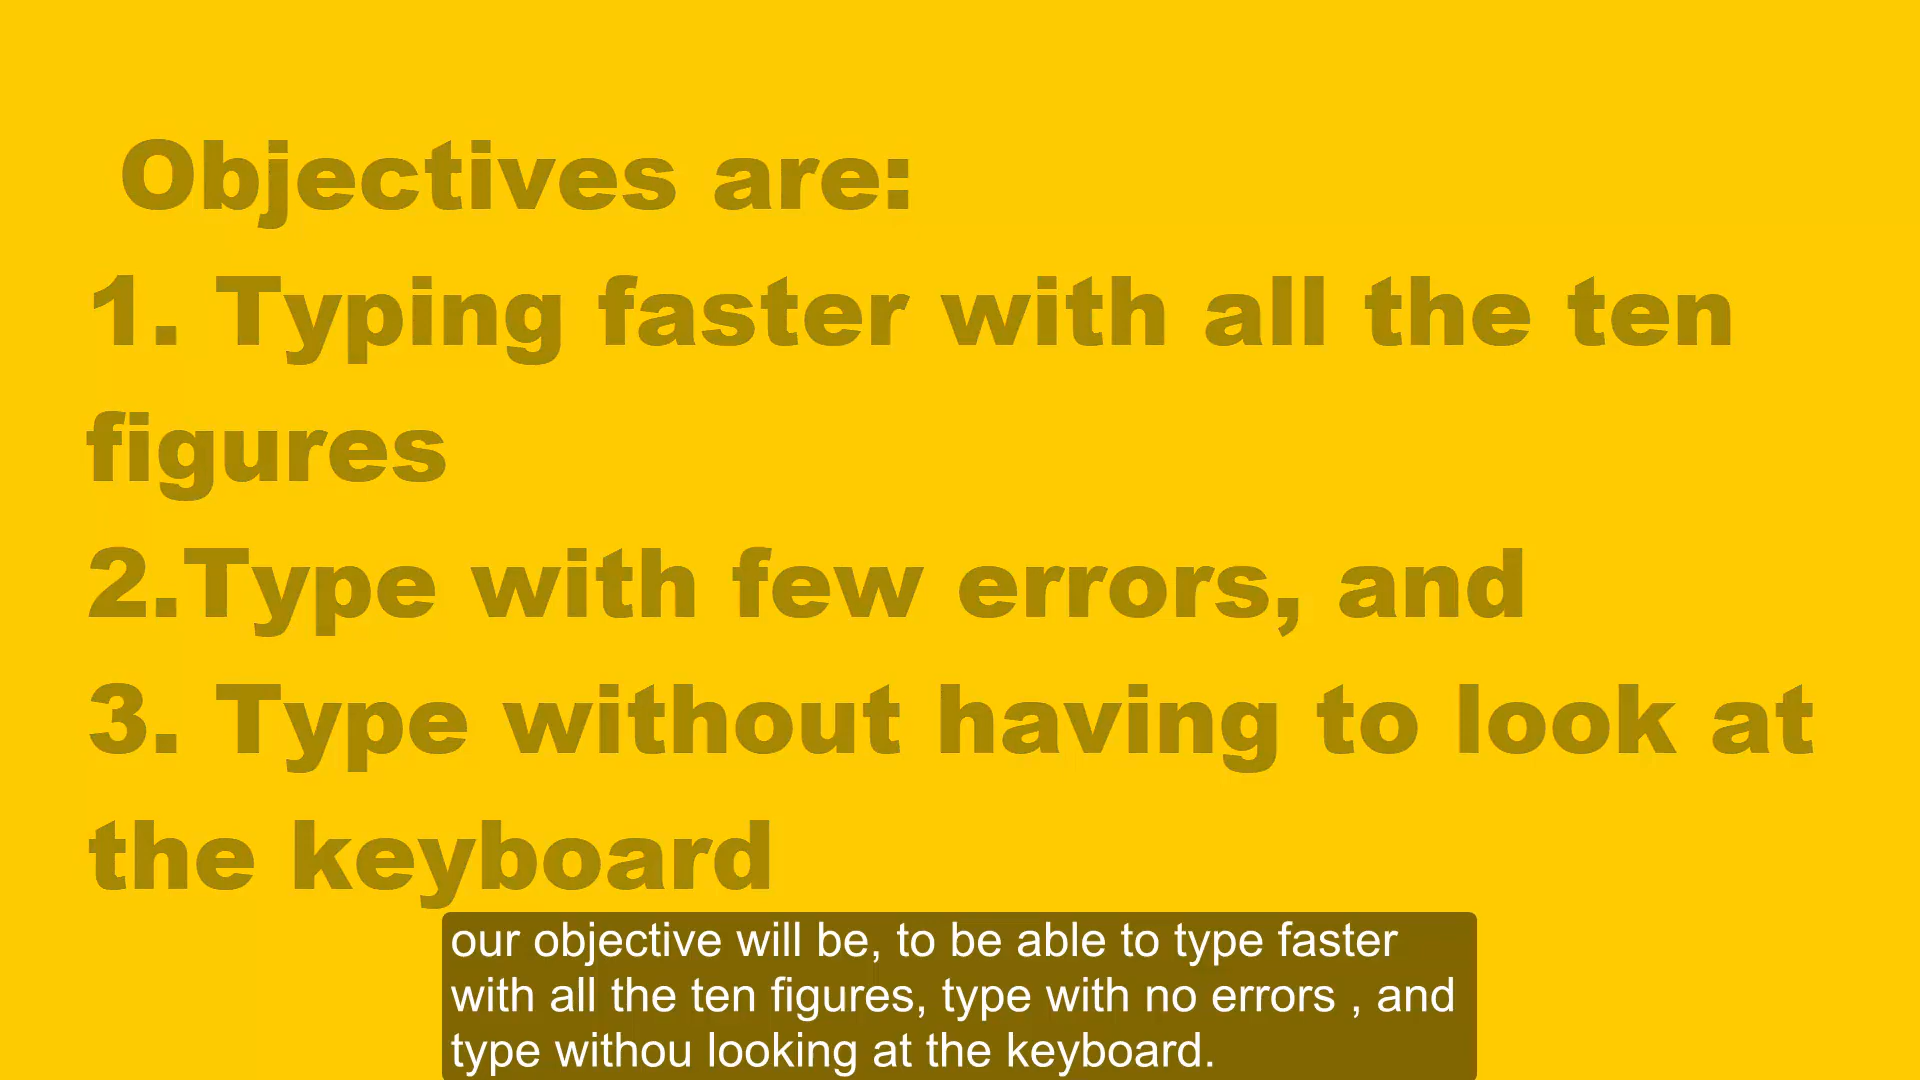 Objectives are:
1. Typing faster with all the ten
figures
2.Type with few errors, and
3. Type without having to look at
the keyboard
our objective will be, to be able to type faster
with all the ten figures, type with no errors , and
type withou looking at the keyboard.